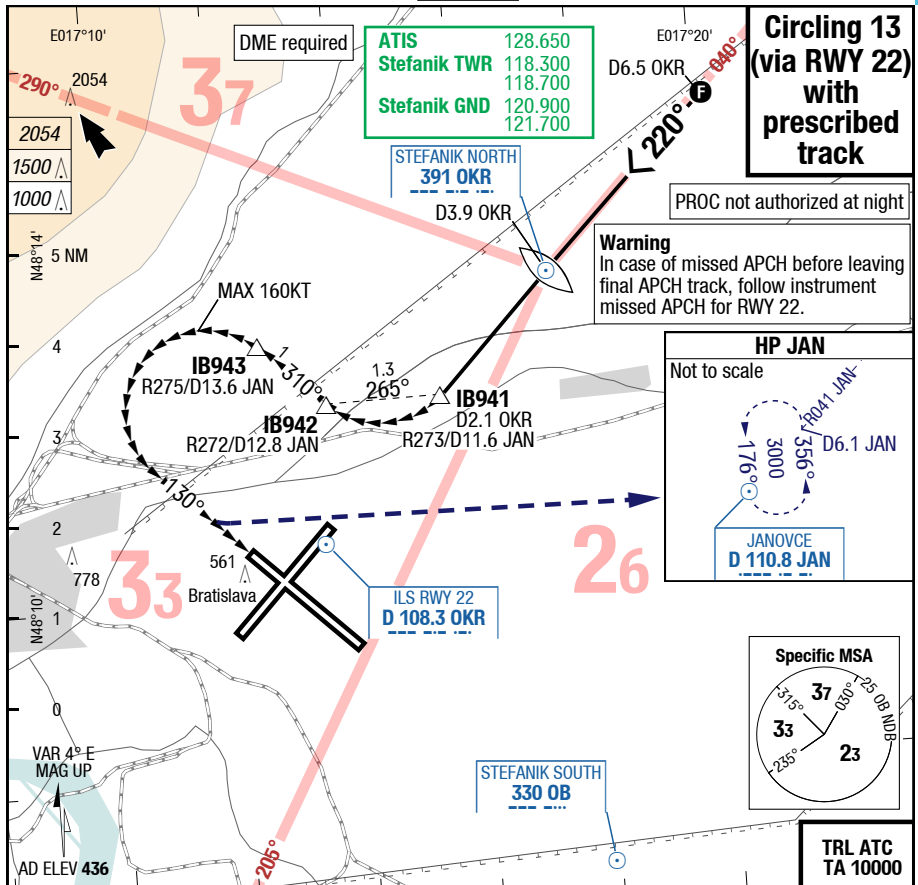 E017°10'
DME required
ATIS 128.650
Stefanik TWR 118.300
118.700
Stefanik GND 120.900
121.700
E017°20'
D6.5 OKR
F
040°
220°
Circling 13
(via RWY 22)
with
prescribed
track
290°
2054
37
2054
1500
1000
N48°14'
5 NM
STEFANIK NORTH
391 OKR
D3.9 OKR
PROC not authorized at night
Warning
In case of missed APCH before leaving
final APCH track, follow instrument
missed APCH for RWY 22.
MAX 160KT
4
IB943
R275/D13.6 JAN
1
310°
1.3
265°
IB941
D2.1 OKR
R273/D11.6 JAN
IB942
R272/D12.8 JAN
3
HP JAN
Not to scale
R041 JAN
D6.1 JAN
176°
3000
356°
JANOVCE
D 110.8 JAN
130°
2
778
33
561
Bratislava
26
ILS RWY 22
D 108.3 OKR
N48°10'
1
0
Specific MSA
315°
37
030°
25 OB NDB
33
235°
23
VAR 4° E
MAG UP
STEFANIK SOUTH
330 OB
AD ELEV 436
205°
TRL ATC
TA 10000